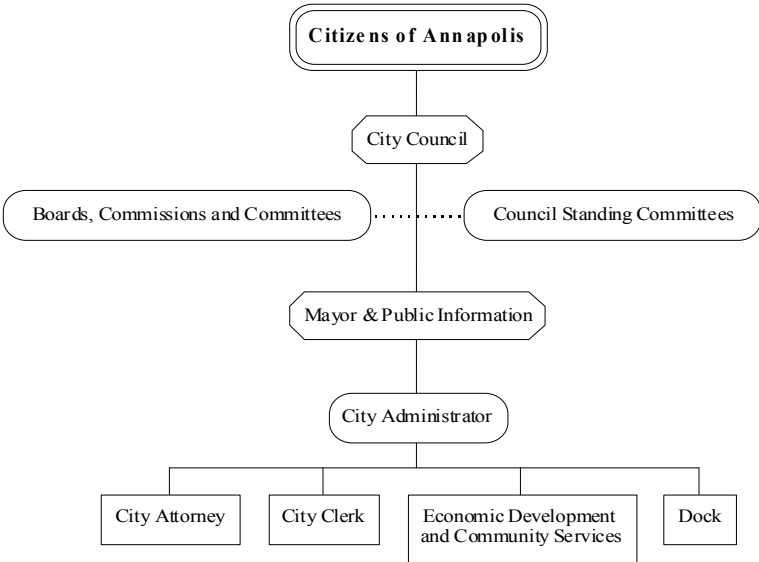 Citizens of Annapolis
City Council
Boards, Commissions and Committees
Council Standing Committees
Mayor & Public Information
City Administrator
City Attorney
City Clerk
Economic Development
and Community Services
Dock